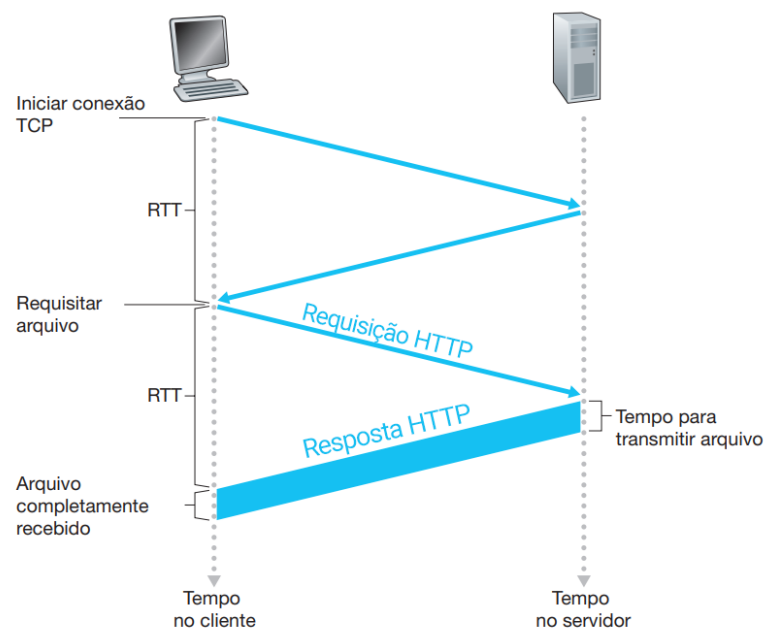 Iniciar conexão
TCP
RTT
Requisitar
arquivo
Requisição HTTP
RTT
Resposta HTTP
Tempo para
transmitir arquivo
Arquivo
completamente
recebido
Tempo
no cliente
Tempo
no servidor